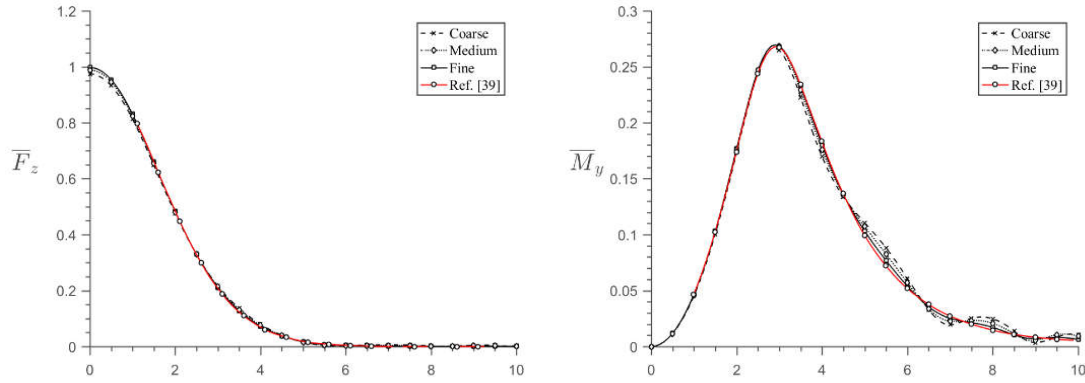 1.2
1
0.8
0.6
0.4
0.2
0
0 2 4 6 8 10
F̅_z
Coarse
Medium
Fine
Ref. [39]
0.3
0.25
0.2
0.15
0.1
0.05
0
0 2 4 6 8 10
M̅_y
Coarse
Medium
Fine
Ref. [39]